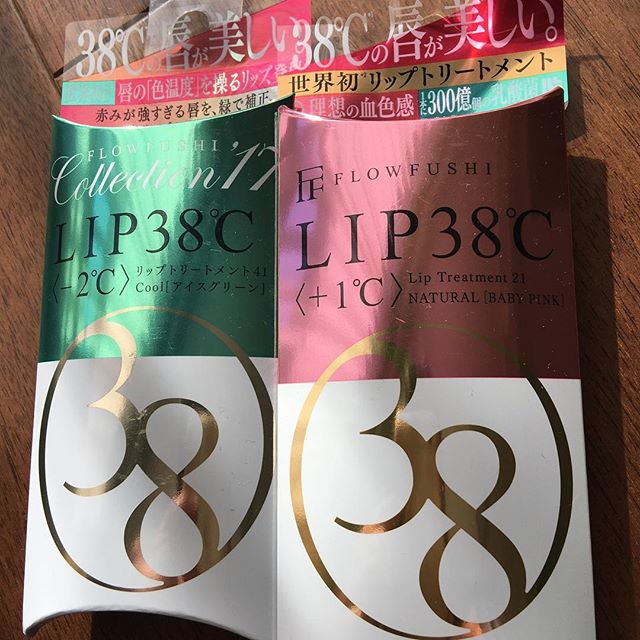 38℃の唇が美しい
唇の「色温度」を操るリップ
赤みが強すぎる唇を、緑で補正
FLOWFUSHI
Collection '17
LIP38℃
〈-2℃〉
リップトリートメント41
Cool[アイスグリーン]
38
38℃の唇が美しい。
世界初*リップトリートメント
理想の血色感
1本に300億個の乳酸菌
FLOWFUSHI
LIP38℃
〈+1℃〉
Lip Treatment 21
NATURAL [BABY PINK]
38